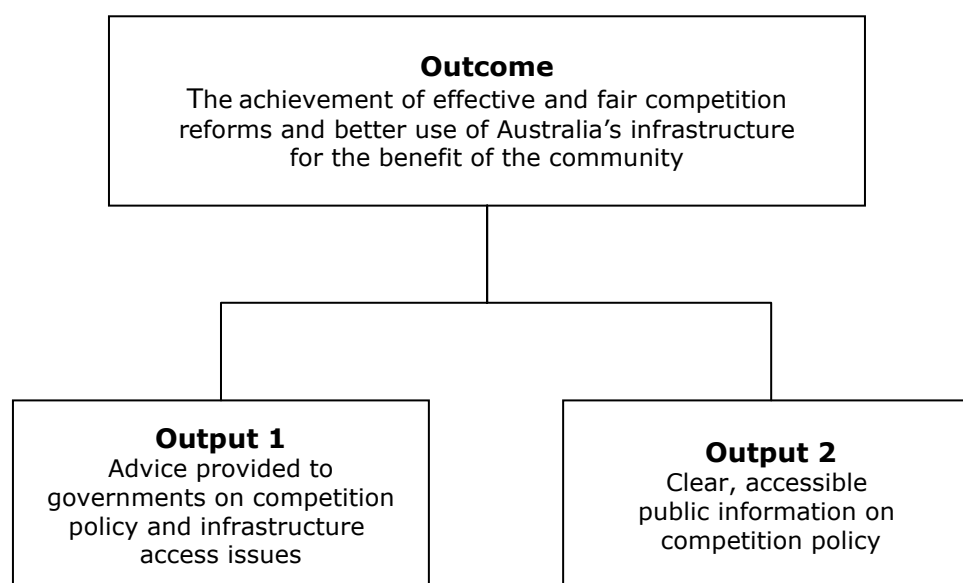 Outcome
The achievement of effective and fair competition
reforms and better use of Australia’s infrastructure
for the benefit of the community
Output 1
Advice provided to
governments on competition
policy and infrastructure
access issues
Output 2
Clear, accessible
public information on
competition policy